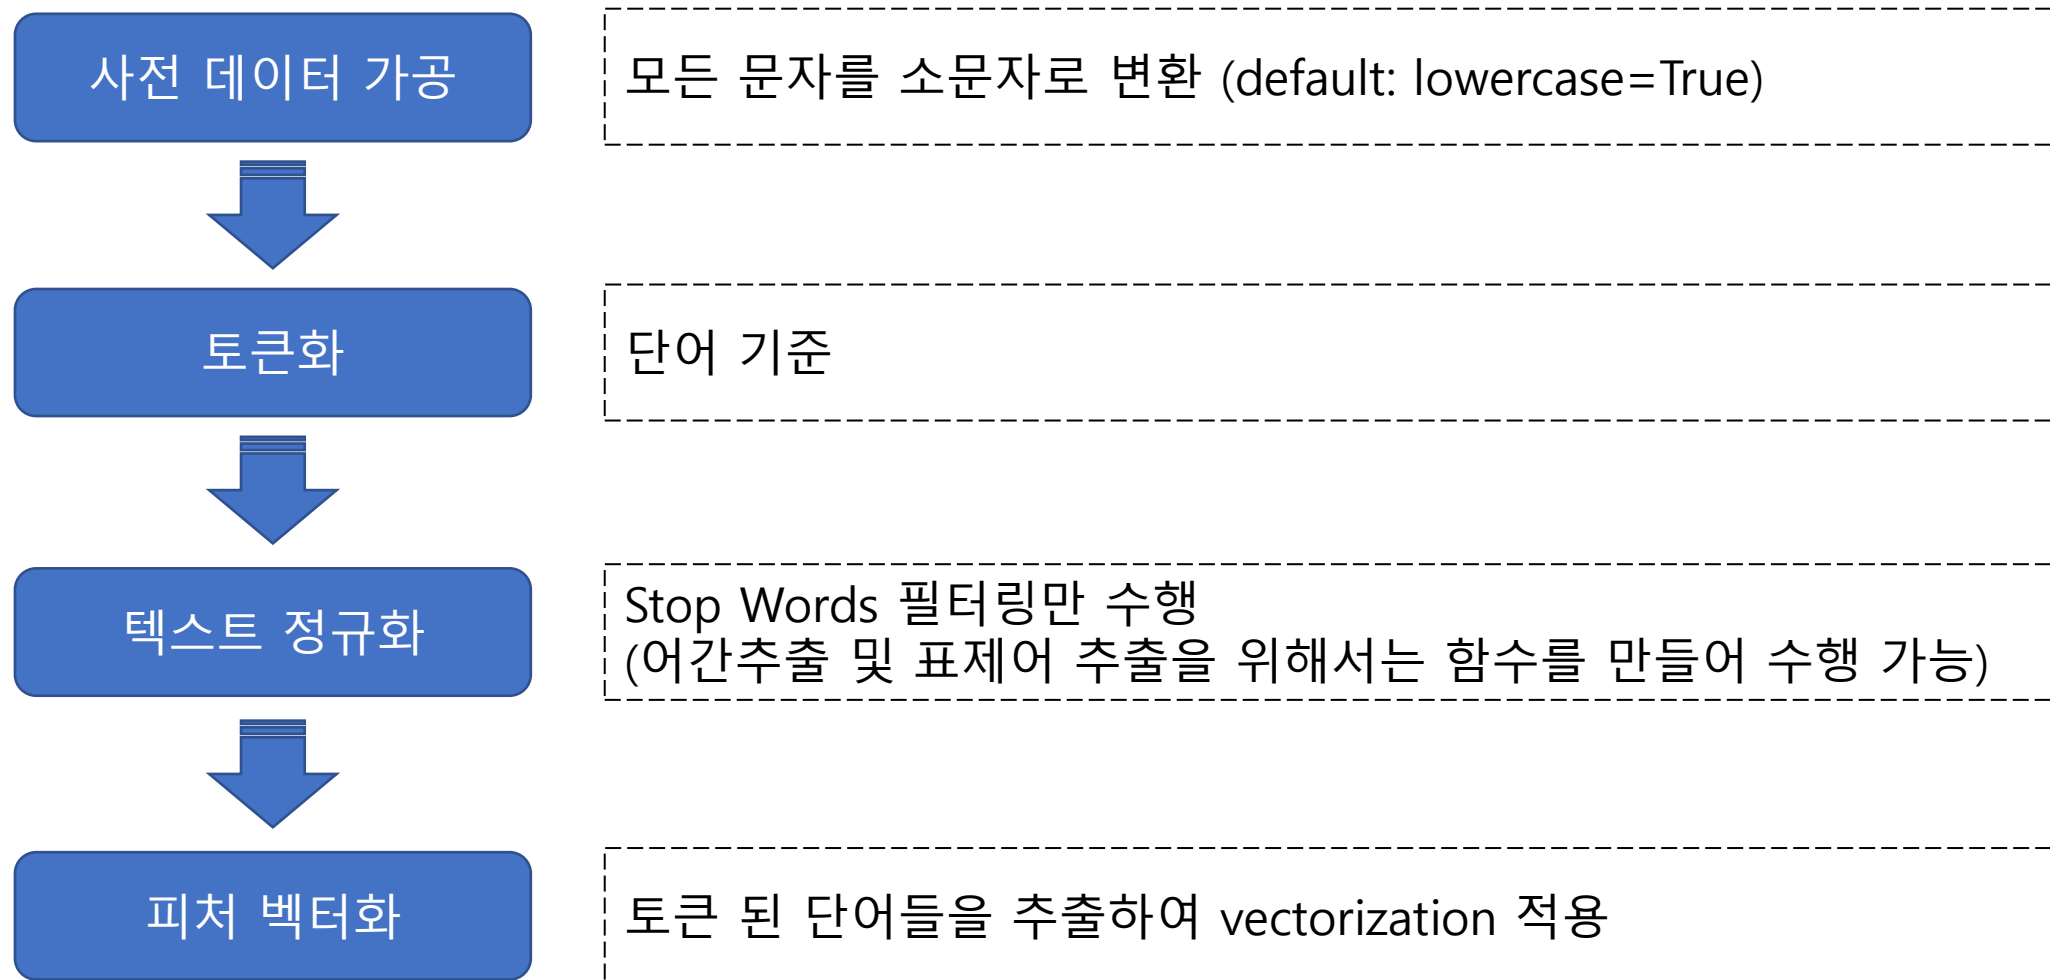 사전 데이터 가공
모든 문자를 소문자로 변환 (default: lowercase=True)
토큰화
단어 기준
텍스트 정규화
Stop Words 필터링만 수행
(어간추출 및 표제어 추출을 위해서는 함수를 만들어 수행 가능)
피처 벡터화
토큰 된 단어들을 추출하여 vectorization 적용